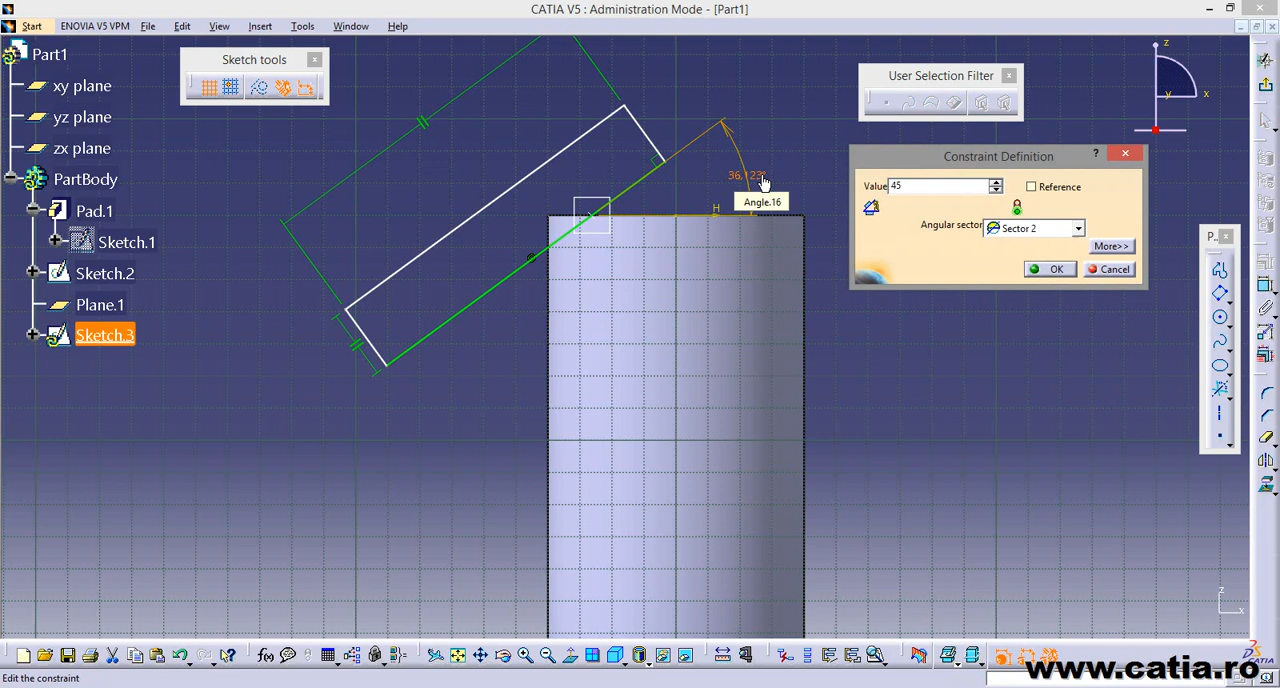 CATIA V5 : Administration Mode - [Part1]
Start ENOVIA V5 VPM File Edit View Insert Tools Window Help
Part1
xy plane
yz plane
zx plane
PartBody
Pad.1
Sketch.1
Sketch.2
Plane.1
Sketch.3
Sketch tools
User Selection Filter
z
y
x
Constraint Definition
Value 45
Reference
Angular sector Sector 2
More>>
OK
Cancel
H
Angle.16
P...
z
x
Edit the constraint
www.catia.ro